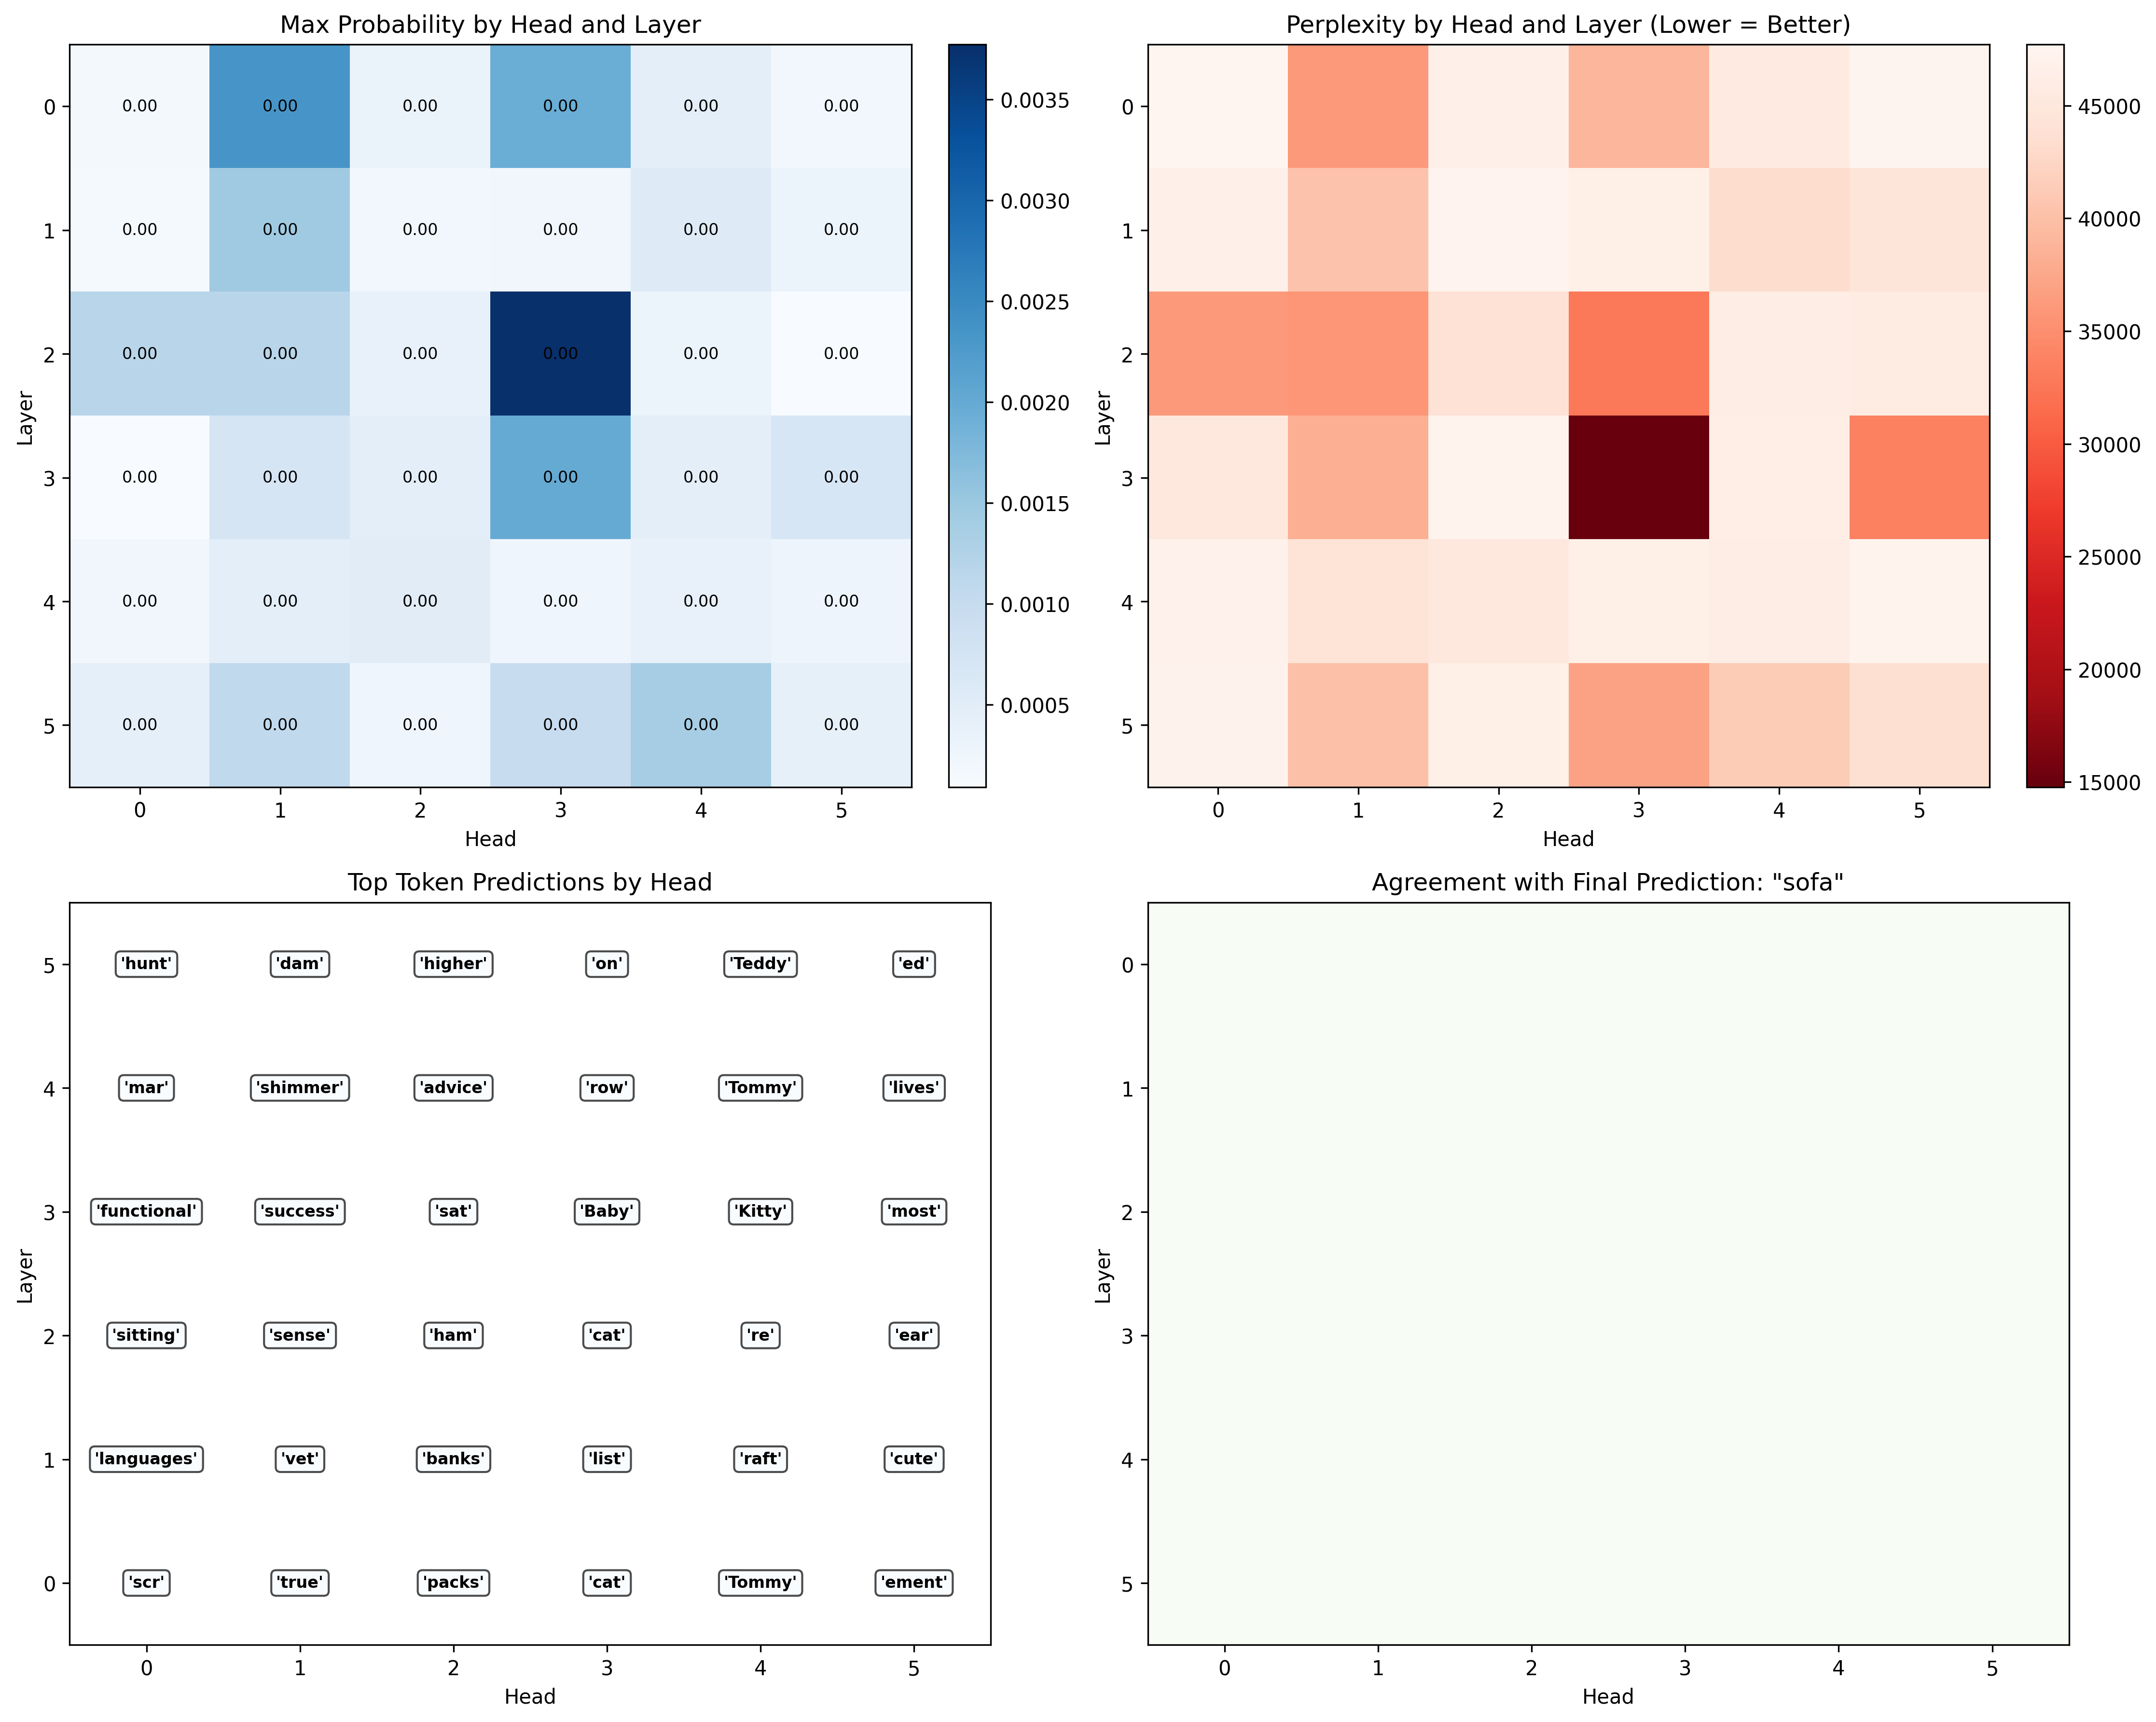 Max Probability by Head and Layer
0 0.00 0.00 0.00 0.00 0.00 0.00
1 0.00 0.00 0.00 0.00 0.00 0.00
2 0.00 0.00 0.00 0.00 0.00 0.00
3 0.00 0.00 0.00 0.00 0.00 0.00
4 0.00 0.00 0.00 0.00 0.00 0.00
5 0.00 0.00 0.00 0.00 0.00 0.00
0 1 2 3 4 5
Layer
Head
0.0035
0.0030
0.0025
0.0020
0.0015
0.0010
0.0005
Perplexity by Head and Layer (Lower = Better)
0
1
2
3
4
5
0 1 2 3 4 5
Layer
Head
45000
40000
35000
30000
25000
20000
15000
Top Token Predictions by Head
5 'hunt' 'dam' 'higher' 'on' 'Teddy' 'ed'
4 'mar' 'shimmer' 'advice' 'row' 'Tommy' 'lives'
3 'functional' 'success' 'sat' 'Baby' 'Kitty' 'most'
2 'sitting' 'sense' 'ham' 'cat' 're' 'ear'
1 'languages' 'vet' 'banks' 'list' 'raft' 'cute'
0 'scr' 'true' 'packs' 'cat' 'Tommy' 'ement'
0 1 2 3 4 5
Layer
Head
Agreement with Final Prediction: "sofa"
0
1
2
3
4
5
0 1 2 3 4 5
Layer
Head